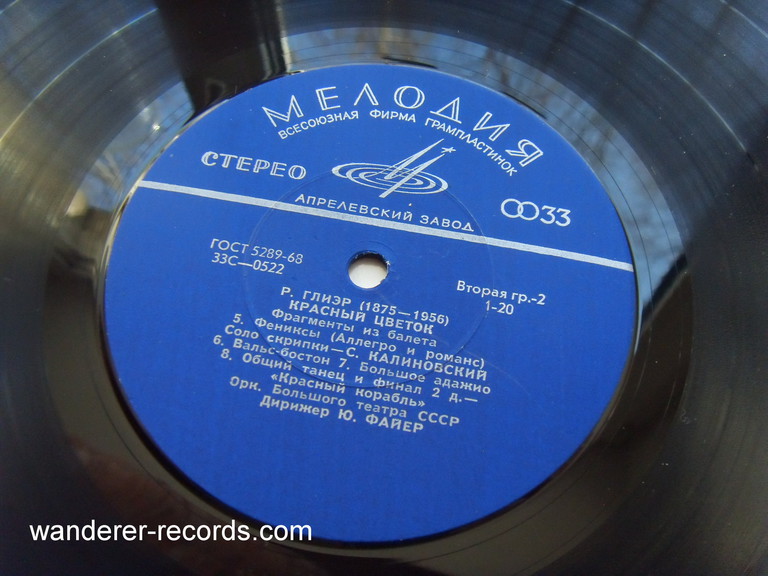 МЕЛОДИЯ
ВСЕСОЮЗНАЯ ФИРМА ГРАМПЛАСТИНОК
СТЕРЕО
АПРЕЛЕВСКИЙ ЗАВОД
33
ГОСТ 5289-68
33С—0522
Вторая гр.-2
1-20
Р. ГЛИЭР (1875—1956)
КРАСНЫЙ ЦВЕТОК
Фрагменты из балета
5. Фениксы (Аллегро и романс)
Соло скрипки—С. КАЛИНОВСКИЙ
6. Вальс-бостон 7. Большое адажио
8. Общий танец и финал 2 д.—
«Красный корабль»
Орк. Большого театра СССР
Дирижер Ю. ФАЙЕР
wanderer-records.com